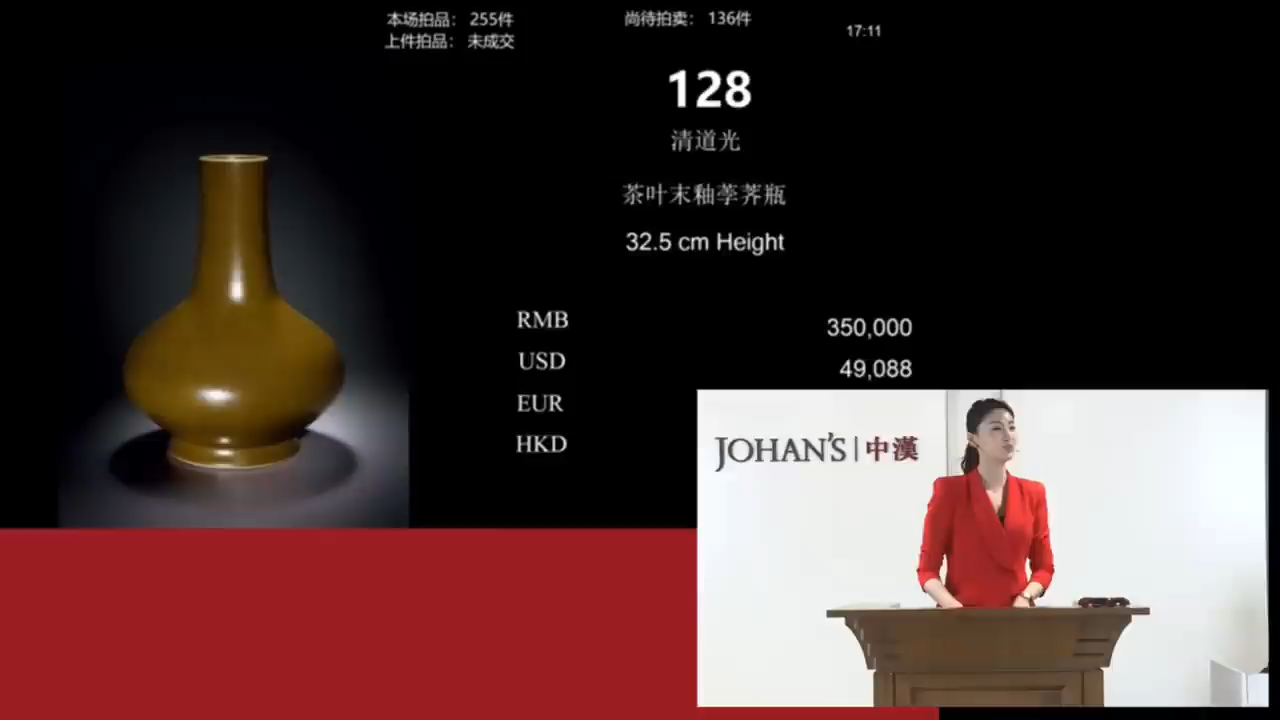 本场拍品： 255件
上件拍品： 未成交
尚待拍卖： 136件
17:11
128
清道光
茶叶末釉荸荠瓶
32.5 cm Height
RMB 350,000
USD 49,088
EUR
HKD
JOHAN'S | 中漢